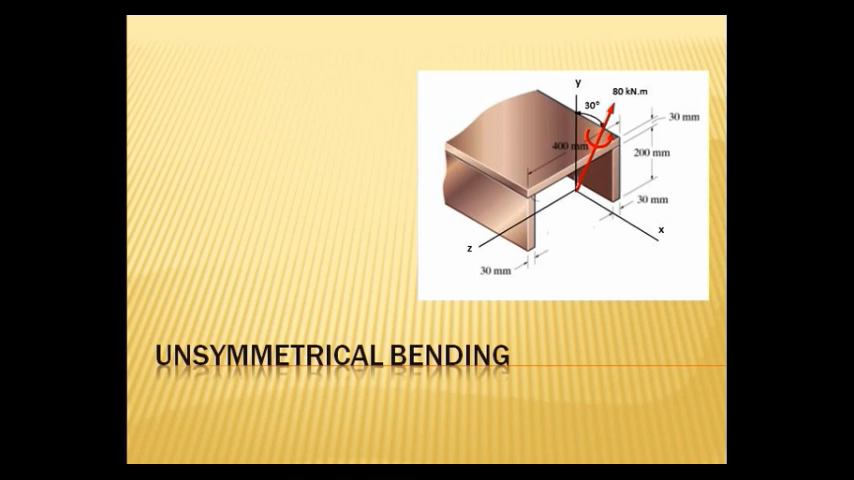 y
80 kN.m
30°
30 mm
400 mm
200 mm
30 mm
x
z
30 mm
UNSYMMETRICAL BENDING